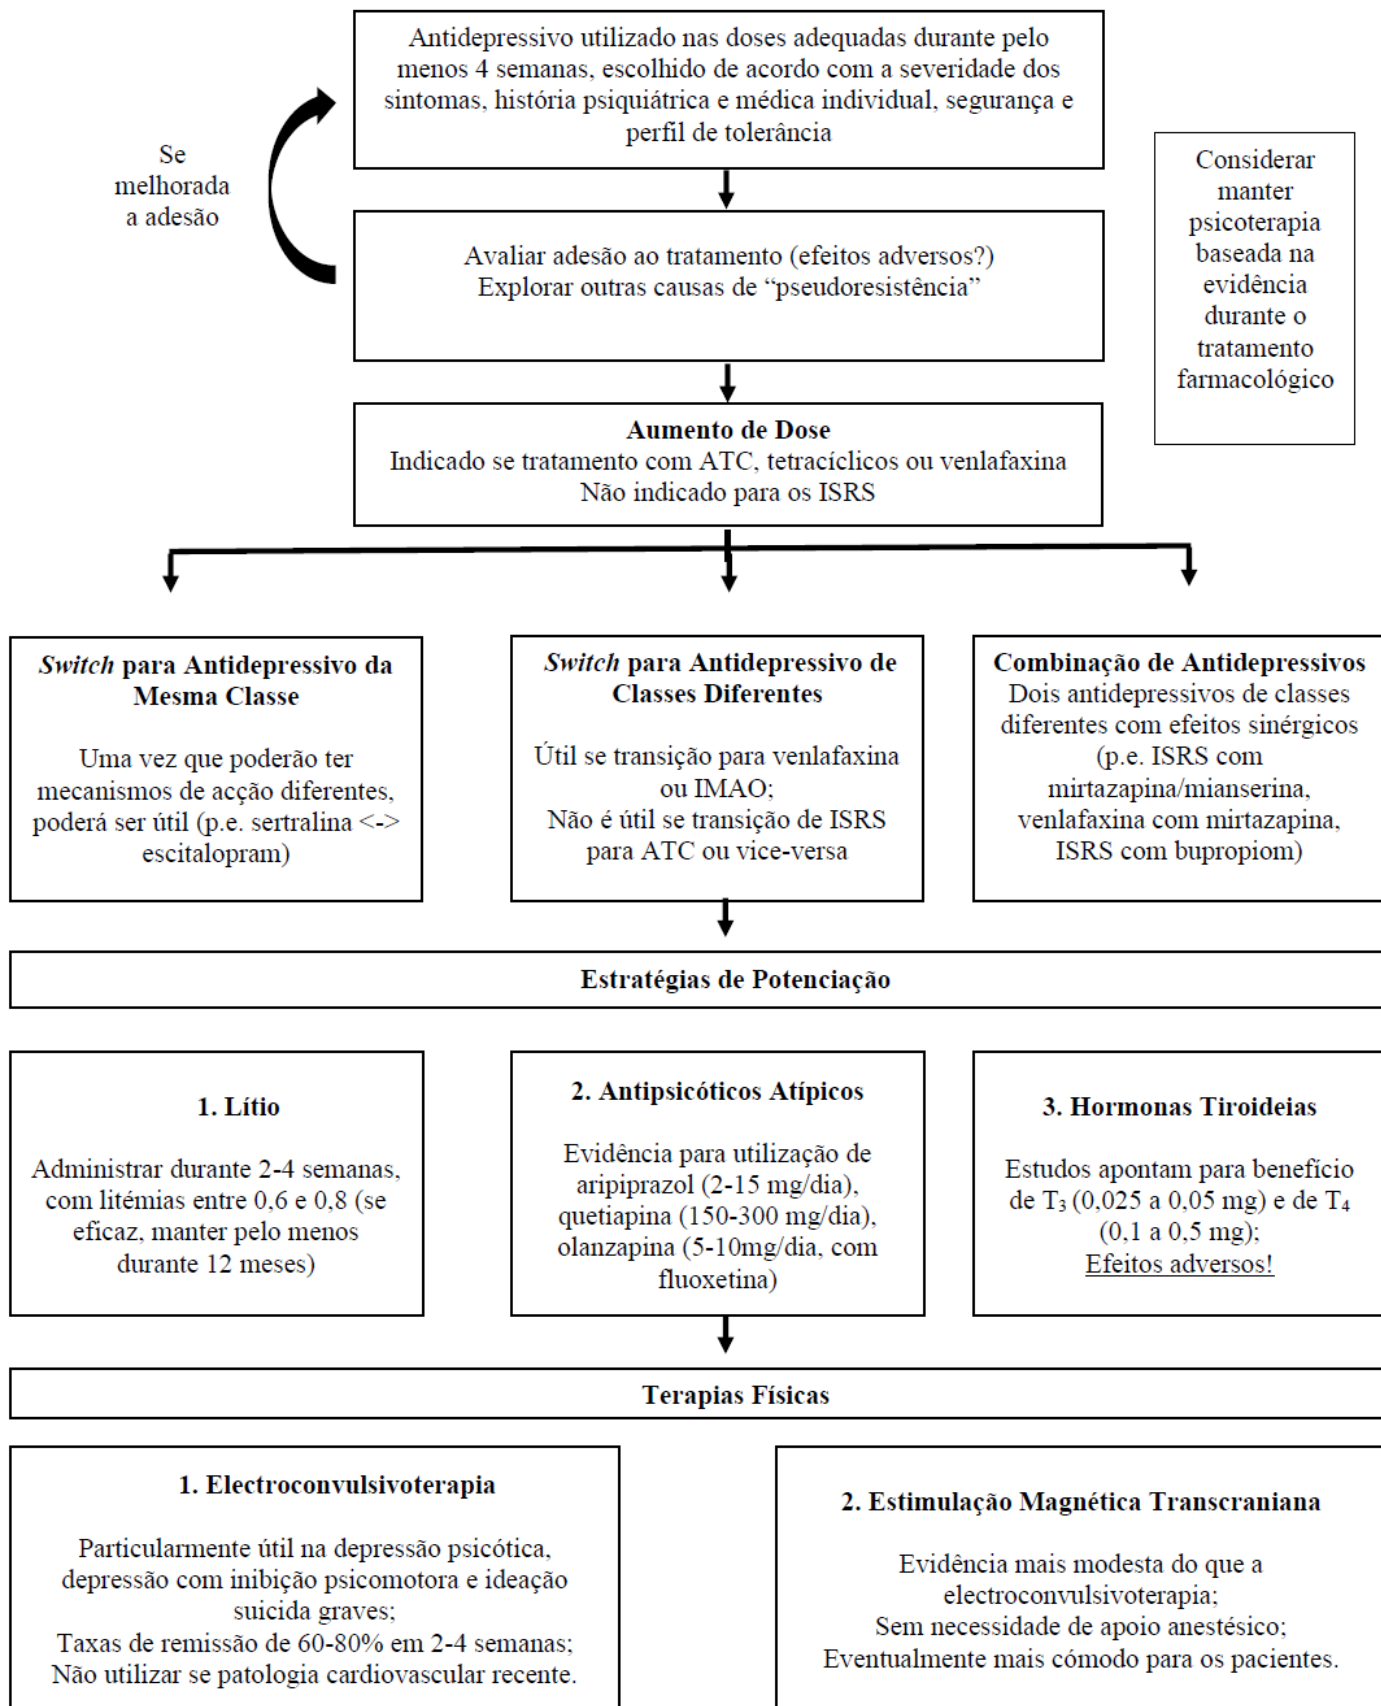 Antidepressivo utilizado nas doses adequadas durante pelo
menos 4 semanas, escolhido de acordo com a severidade dos
sintomas, história psiquiátrica e médica individual, segurança e
perfil de tolerância
Se
melhorada
a adesão
Considerar
manter
psicoterapia
baseada na
evidência
durante o
tratamento
farmacológico
Avaliar adesão ao tratamento (efeitos adversos?)
Explorar outras causas de “pseudoresistência”
Aumento de Dose
Indicado se tratamento com ATC, tetracíclicos ou venlafaxina
Não indicado para os ISRS
Switch para Antidepressivo da
Mesma Classe
Uma vez que poderão ter
mecanismos de acção diferentes,
poderá ser útil (p.e. sertralina <->
escitalopram)
Switch para Antidepressivo de
Classes Diferentes
Útil se transição para venlafaxina
ou IMAO;
Não é útil se transição de ISRS
para ATC ou vice-versa
Combinação de Antidepressivos
Dois antidepressivos de classes
diferentes com efeitos sinérgicos
(p.e. ISRS com
mirtazapina/mianserina,
venlafaxina com mirtazapina,
ISRS com bupropiom)
Estratégias de Potenciação
1. Lítio
Administrar durante 2-4 semanas,
com litémias entre 0,6 e 0,8 (se
eficaz, manter pelo menos
durante 12 meses)
2. Antipsicóticos Atípicos
Evidência para utilização de
aripiprazol (2-15 mg/dia),
quetiapina (150-300 mg/dia),
olanzapina (5-10mg/dia, com
fluoxetina)
3. Hormonas Tiroideias
Estudos apontam para benefício
de T₃ (0,025 a 0,05 mg) e de T₄
(0,1 a 0,5 mg);
Efeitos adversos!
Terapias Físicas
1. Electroconvulsivoterapia
Particularmente útil na depressão psicótica,
depressão com inibição psicomotora e ideação
suicida graves;
Taxas de remissão de 60-80% em 2-4 semanas;
Não utilizar se patologia cardiovascular recente.
2. Estimulação Magnética Transcraniana
Evidência mais modesta do que a
electroconvulsivoterapia;
Sem necessidade de apoio anestésico;
Eventualmente mais cómodo para os pacientes.